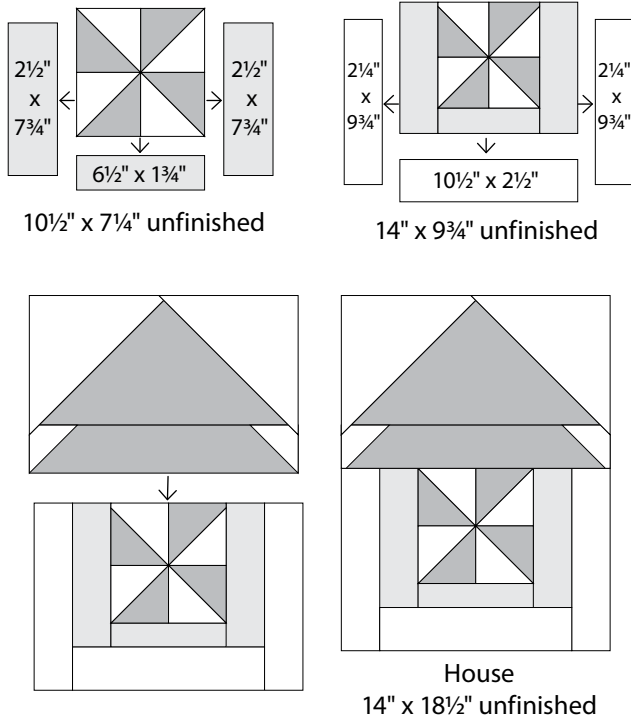 2½"
x
7¾"
2½"
x
7¾"
6½" x 1¾"
10½" x 7¼" unfinished
2¼"
x
9¾"
2¼"
x
9¾"
10½" x 2½"
14" x 9¾" unfinished
House
14" x 18½" unfinished